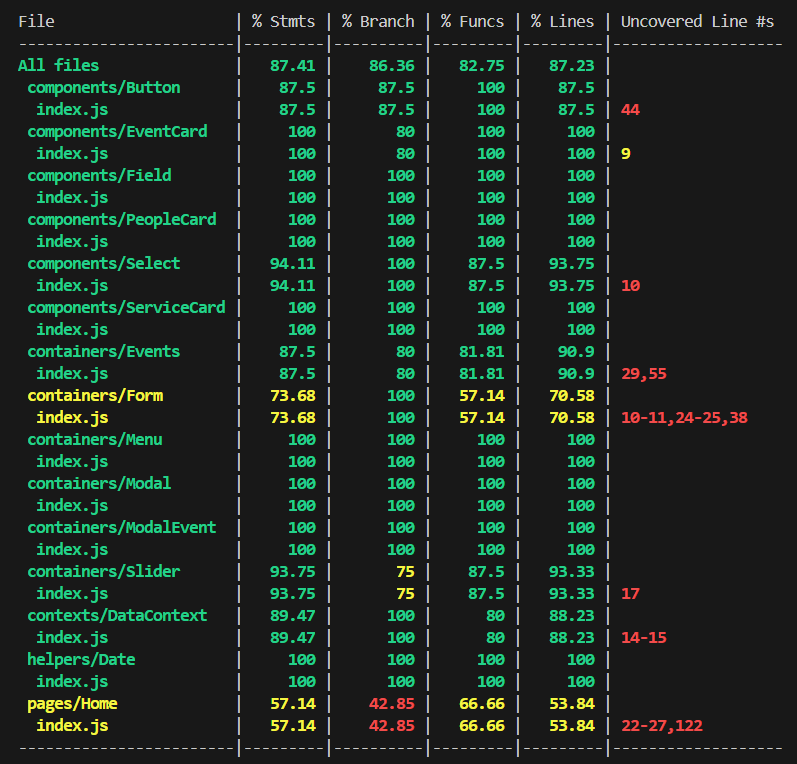 File                    | % Stmts | % Branch | % Funcs | % Lines | Uncovered Line #s
------------------------|---------|----------|---------|---------|-------------------
All files               |   87.41 |    86.36 |   82.75 |   87.23 |
 components/Button      |    87.5 |     87.5 |     100 |    87.5 |
  index.js              |    87.5 |     87.5 |     100 |    87.5 | 44
 components/EventCard   |     100 |       80 |     100 |     100 |
  index.js              |     100 |       80 |     100 |     100 | 9
 components/Field       |     100 |      100 |     100 |     100 |
  index.js              |     100 |      100 |     100 |     100 |
 components/PeopleCard  |     100 |      100 |     100 |     100 |
  index.js              |     100 |      100 |     100 |     100 |
 components/Select      |   94.11 |      100 |    87.5 |   93.75 |
  index.js              |   94.11 |      100 |    87.5 |   93.75 | 10
 components/ServiceCard |     100 |      100 |     100 |     100 |
  index.js              |     100 |      100 |     100 |     100 |
 containers/Events      |    87.5 |       80 |   81.81 |    90.9 |
  index.js              |    87.5 |       80 |   81.81 |    90.9 | 29,55
 containers/Form        |   73.68 |      100 |   57.14 |   70.58 |
  index.js              |   73.68 |      100 |   57.14 |   70.58 | 10-11,24-25,38
 containers/Menu        |     100 |      100 |     100 |     100 |
  index.js              |     100 |      100 |     100 |     100 |
 containers/Modal       |     100 |      100 |     100 |     100 |
  index.js              |     100 |      100 |     100 |     100 |
 containers/ModalEvent  |     100 |      100 |     100 |     100 |
  index.js              |     100 |      100 |     100 |     100 |
 containers/Slider      |   93.75 |       75 |    87.5 |   93.33 |
  index.js              |   93.75 |       75 |    87.5 |   93.33 | 17
 contexts/DataContext   |   89.47 |      100 |      80 |   88.23 |
  index.js              |   89.47 |      100 |      80 |   88.23 | 14-15
 helpers/Date           |     100 |      100 |     100 |     100 |
  index.js              |     100 |      100 |     100 |     100 |
 pages/Home             |   57.14 |    42.85 |   66.66 |   53.84 |
  index.js              |   57.14 |    42.85 |   66.66 |   53.84 | 22-27,122
------------------------|---------|----------|---------|---------|-------------------